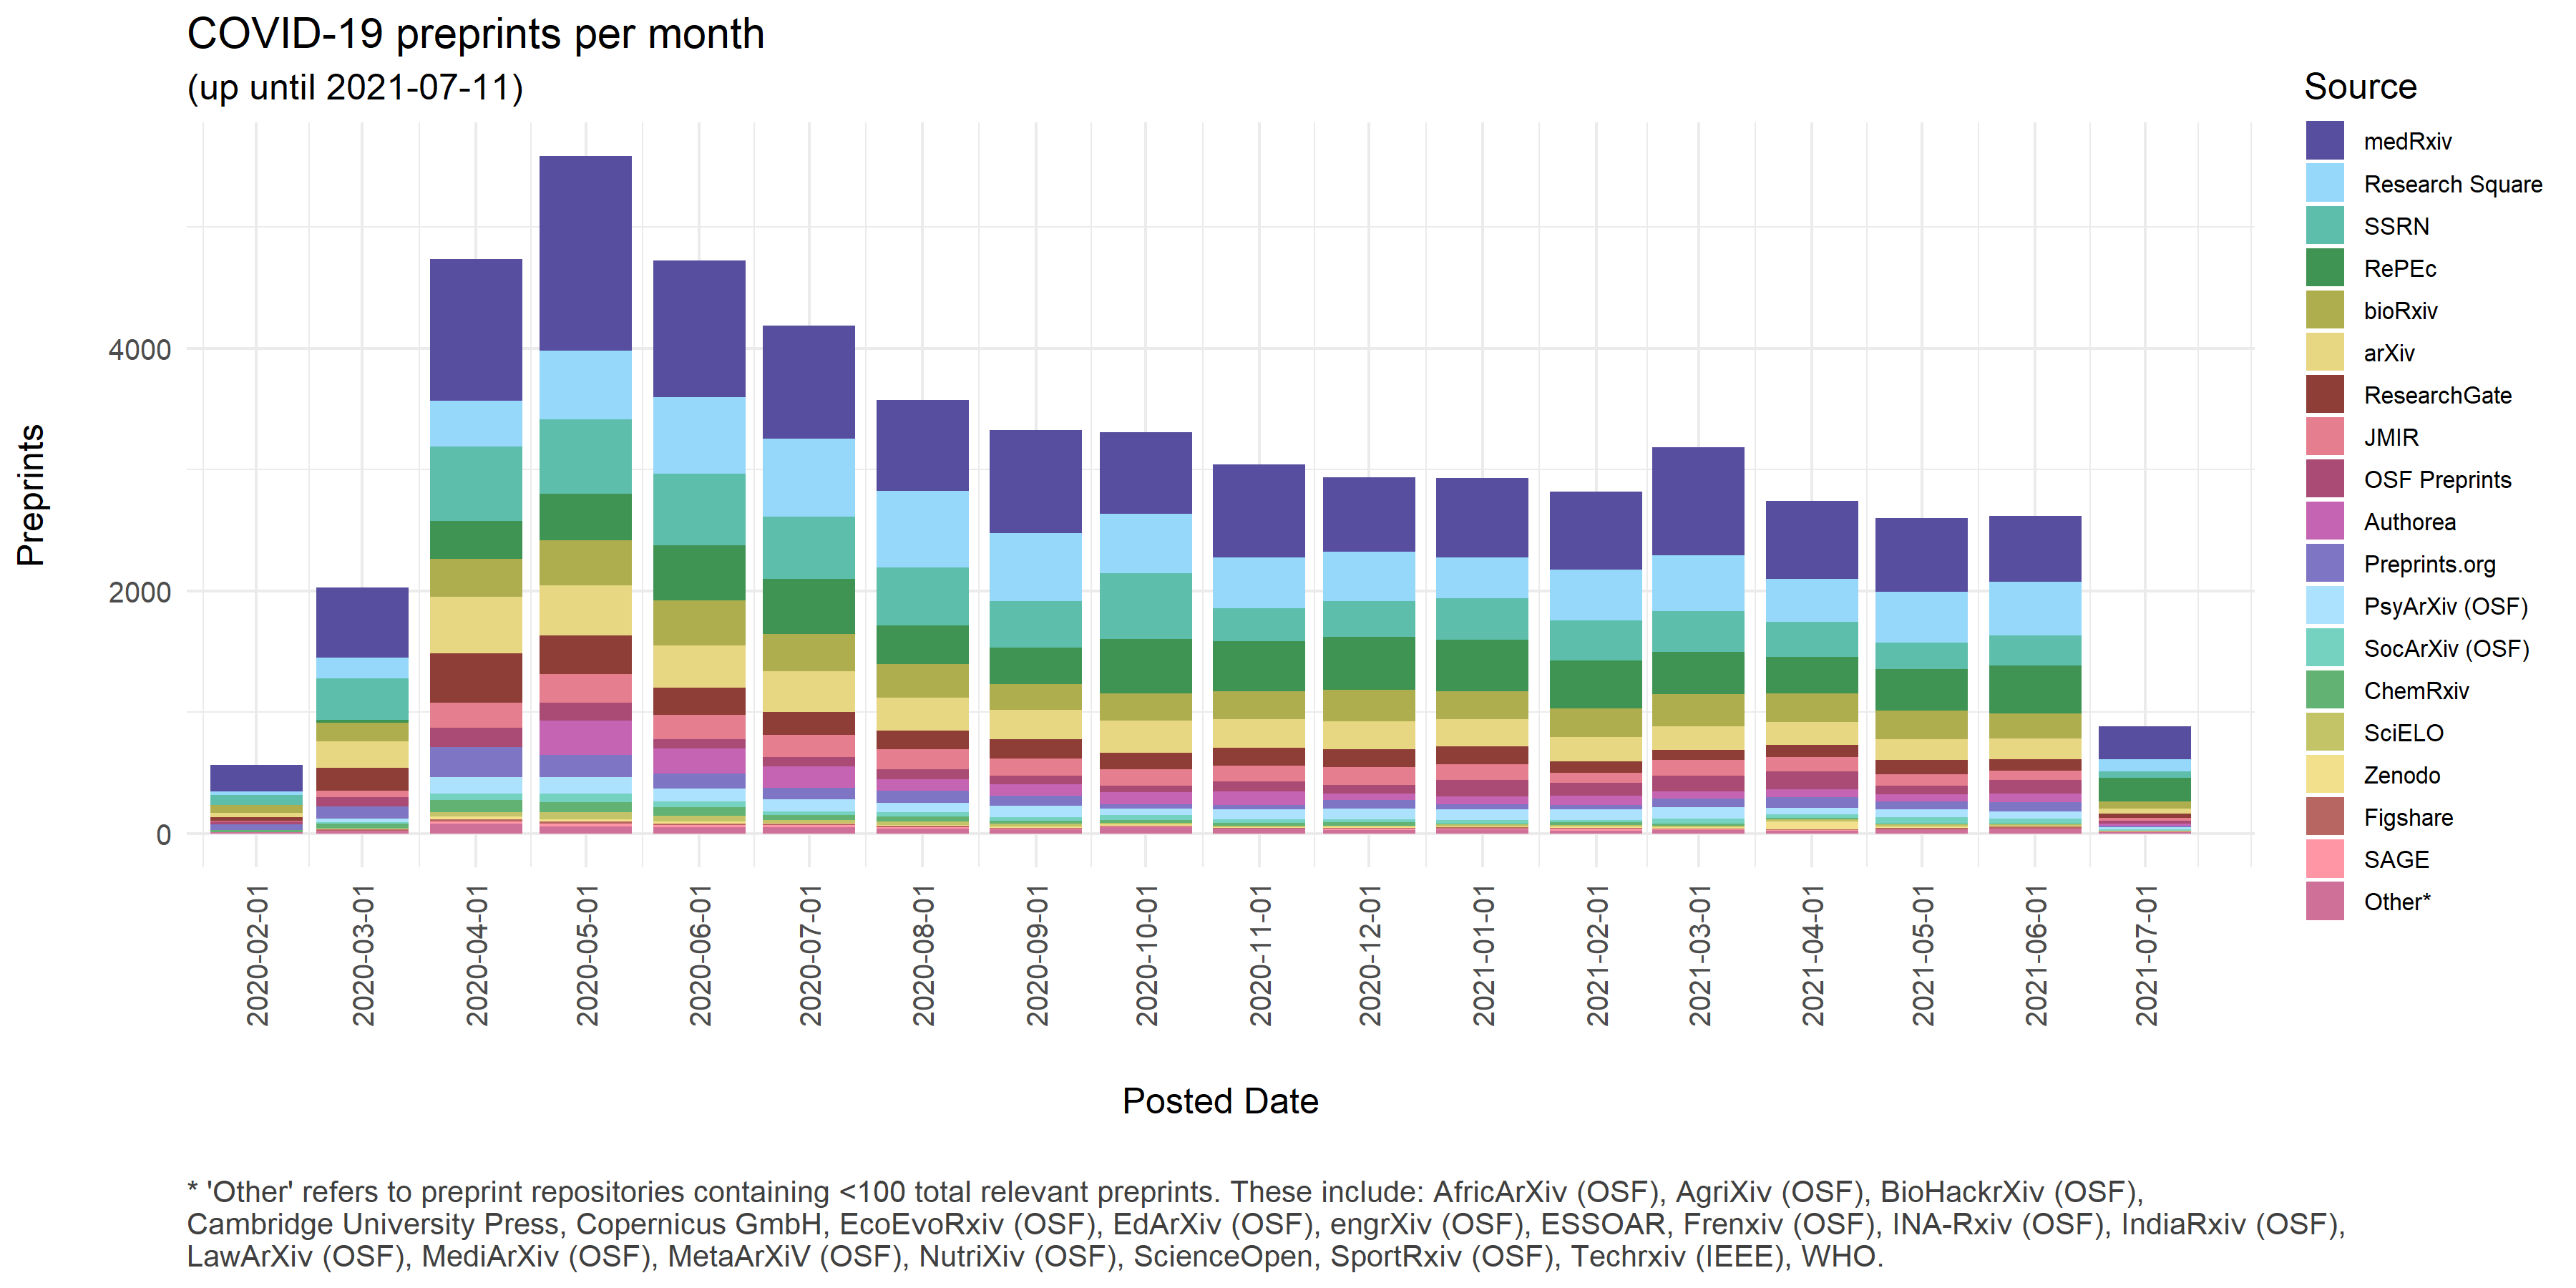 COVID-19 preprints per month
(up until 2021-07-11)
Preprints
4000
2000
0
2020-02-01
2020-03-01
2020-04-01
2020-05-01
2020-06-01
2020-07-01
2020-08-01
2020-09-01
2020-10-01
2020-11-01
2020-12-01
2021-01-01
2021-02-01
2021-03-01
2021-04-01
2021-05-01
2021-06-01
2021-07-01
Posted Date
Source
medRxiv
Research Square
SSRN
RePEc
bioRxiv
arXiv
ResearchGate
JMIR
OSF Preprints
Authorea
Preprints.org
PsyArXiv (OSF)
SocArXiv (OSF)
ChemRxiv
SciELO
Zenodo
Figshare
SAGE
Other*
* 'Other' refers to preprint repositories containing <100 total relevant preprints. These include: AfricArXiv (OSF), AgriXiv (OSF), BioHackrXiv (OSF),
Cambridge University Press, Copernicus GmbH, EcoEvoRxiv (OSF), EdArXiv (OSF), engrXiv (OSF), ESSOAR, Frenxiv (OSF), INA-Rxiv (OSF), IndiaRxiv (OSF),
LawArXiv (OSF), MediArXiv (OSF), MetaArXiV (OSF), NutriXiv (OSF), ScienceOpen, SportRxiv (OSF), Techrxiv (IEEE), WHO.